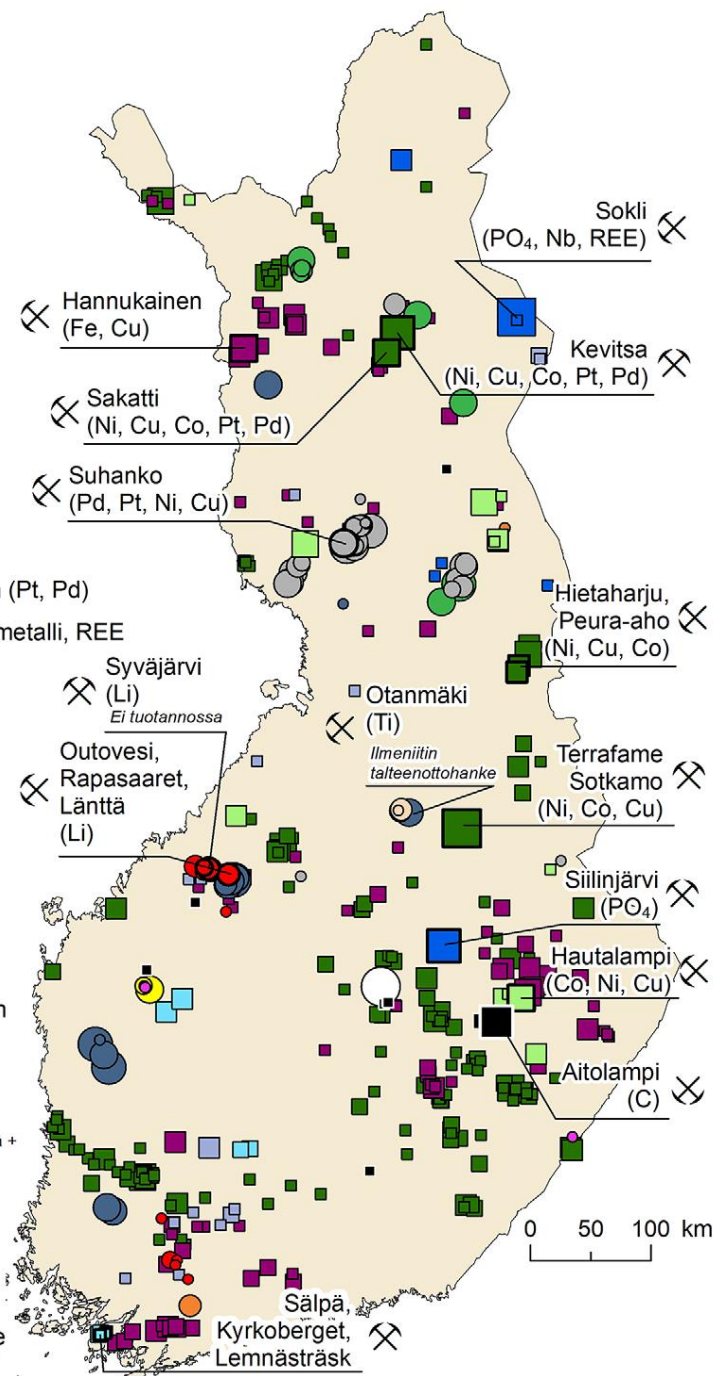 Sokli
(PO₄, Nb, REE)
Hannukainen
(Fe, Cu)
Kevitsa
(Ni, Cu, Co, Pt, Pd)
Sakatti
(Ni, Cu, Co, Pt, Pd)
Suhanko
(Pd, Pt, Ni, Cu)
(Pt, Pd)
metalli, REE
Hietaharju,
Peura-aho
(Ni, Cu, Co)
Syväjärvi
(Li)
Ei tuotannossa
Otanmäki
(Ti)
Ilmeniitin
talteenottohanke
Outovesi,
Rapasaaret,
Länttä
(Li)
Terrafame
Sotkamo
(Ni, Co, Cu)
Siilinjärvi
(PO₄)
Hautalampi
(Co, Ni, Cu)
Aitolampi
(C)
0 50 100 km
Sälpä,
Kyrkoberget,
Lemnästräsk